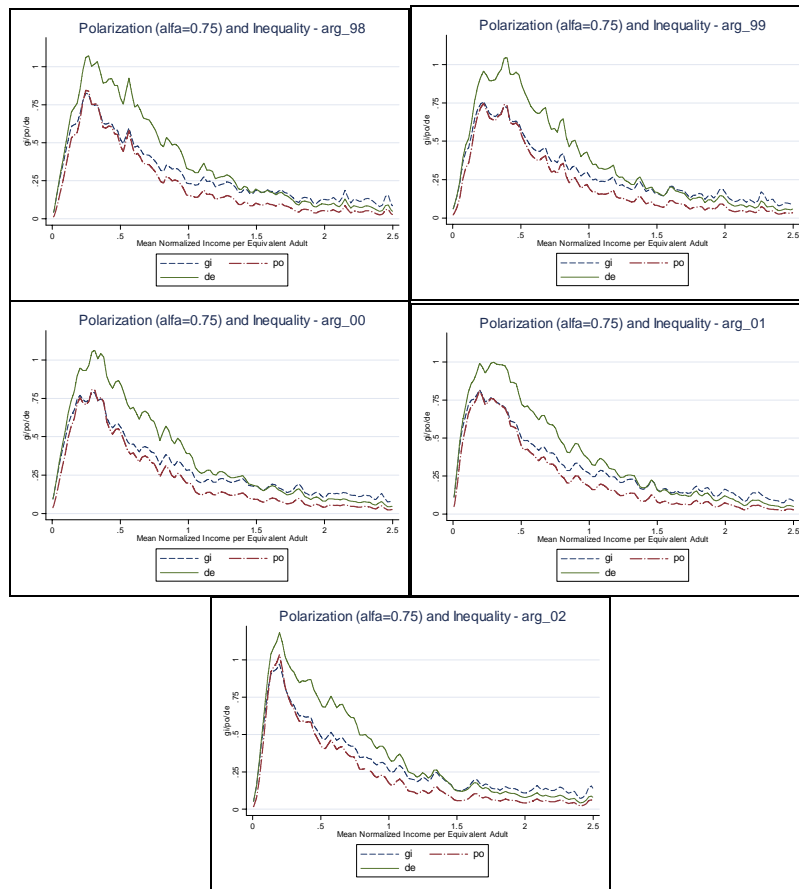 Polarization (alfa=0.75) and Inequality - arg_98
gi/po/de
1
.75
.5
.25
0
0 .5 1 1.5 2 2.5
Mean Normalized Income per Equivalent Adult
gi po
de
Polarization (alfa=0.75) and Inequality - arg_99
gi/po/de
1
.75
.5
.25
0
0 .5 1 1.5 2 2.5
Mean Normalized Income per Equivalent Adult
gi po
de
Polarization (alfa=0.75) and Inequality - arg_00
gi/po/de
1
.75
.5
.25
0
0 .5 1 1.5 2 2.5
Mean Normalized Income per Equivalent Adult
gi po
de
Polarization (alfa=0.75) and Inequality - arg_01
gi/po/de
1
.75
.5
.25
0
0 .5 1 1.5 2 2.5
Mean Normalized Income per Equivalent Adult
gi po
de
Polarization (alfa=0.75) and Inequality - arg_02
gi/po/de
1
.75
.5
.25
0
0 .5 1 1.5 2 2.5
Mean Normalized Income per Equivalent Adult
gi po
de